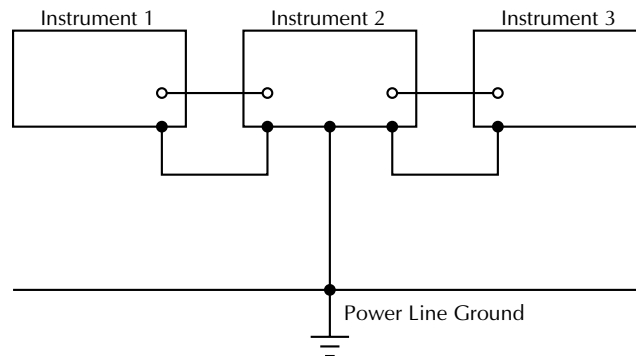 Instrument 1
Instrument 2
Instrument 3
Power Line Ground